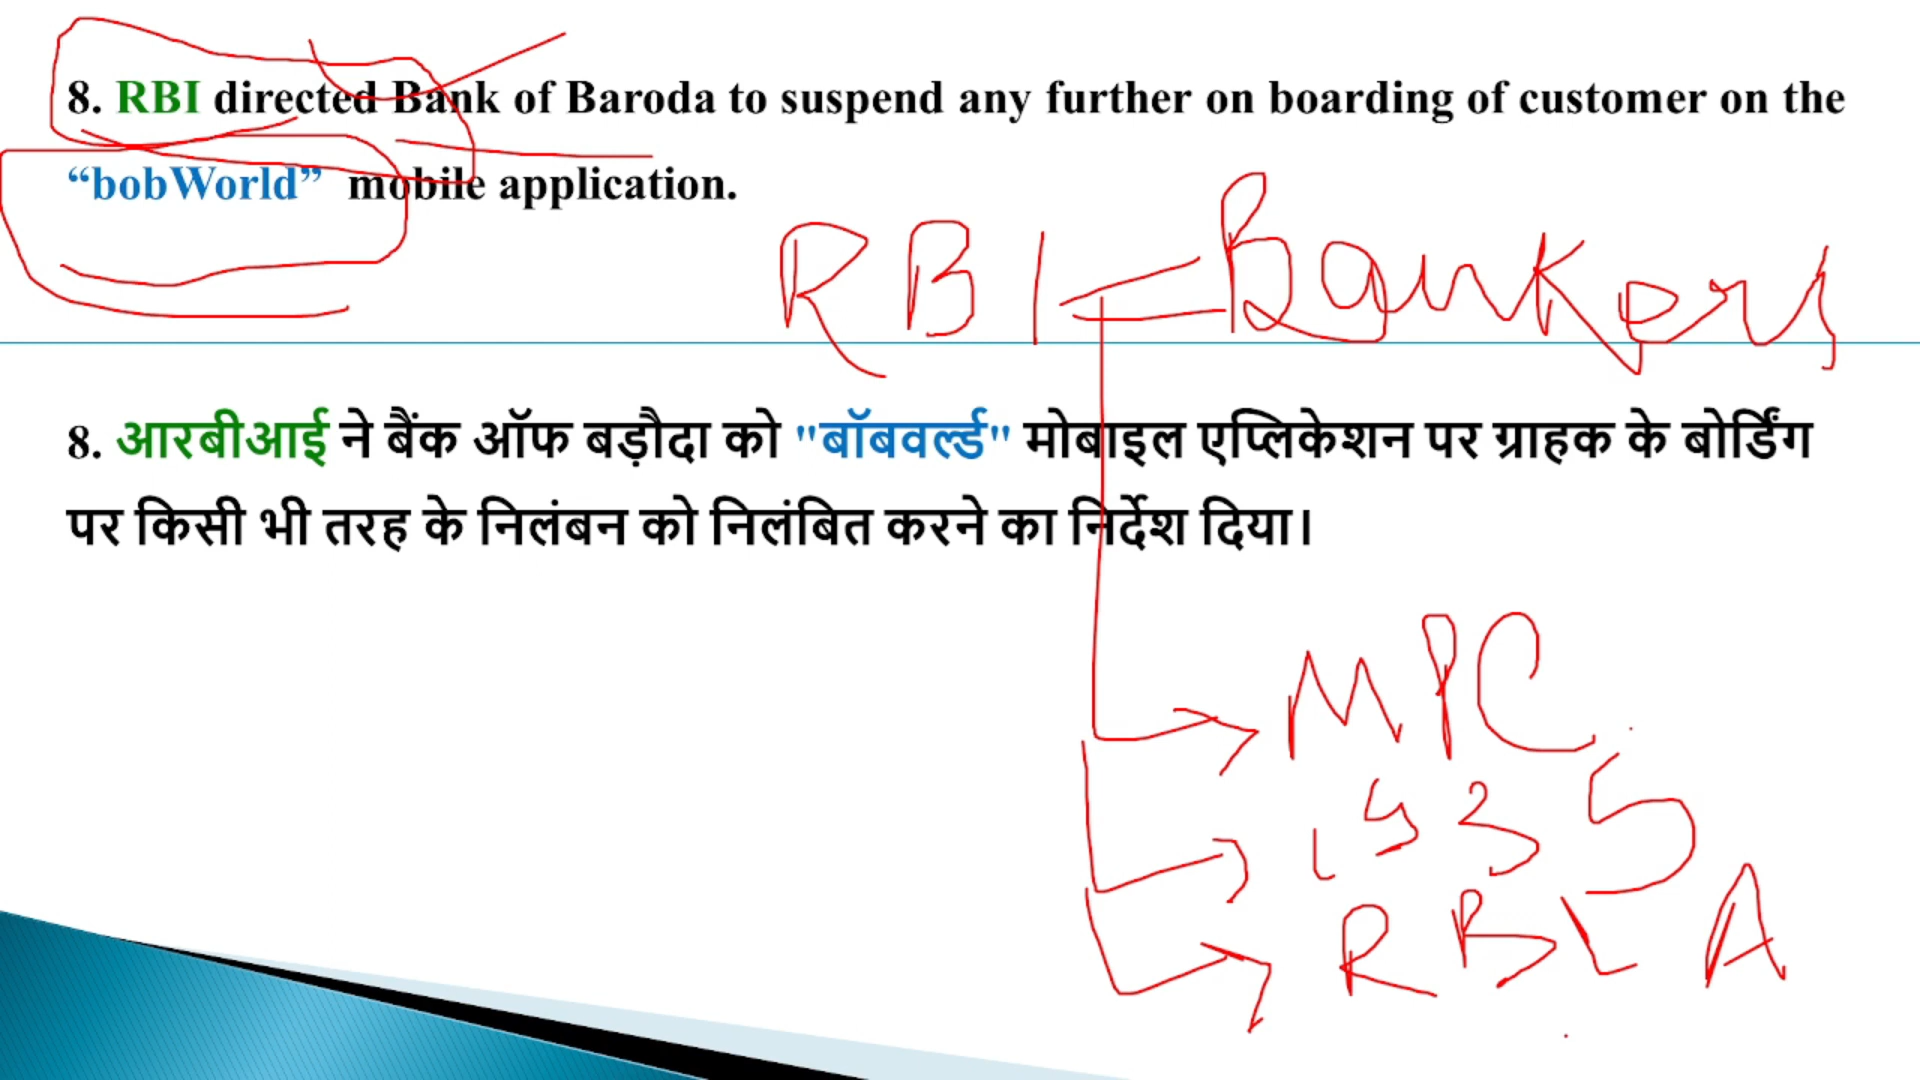 8. RBI directed Bank of Baroda to suspend any further on boarding of customer on the
“bobWorld” mobile application.
RBI Bankers
8. आरबीआई ने बैंक ऑफ बड़ौदा को "बॉबवर्ल्ड" मोबाइल एप्लिकेशन पर ग्राहक के बोर्डिंग
पर किसी भी तरह के निलंबन को निलंबित करने का निर्देश दिया।
MPC
1935
RBI A